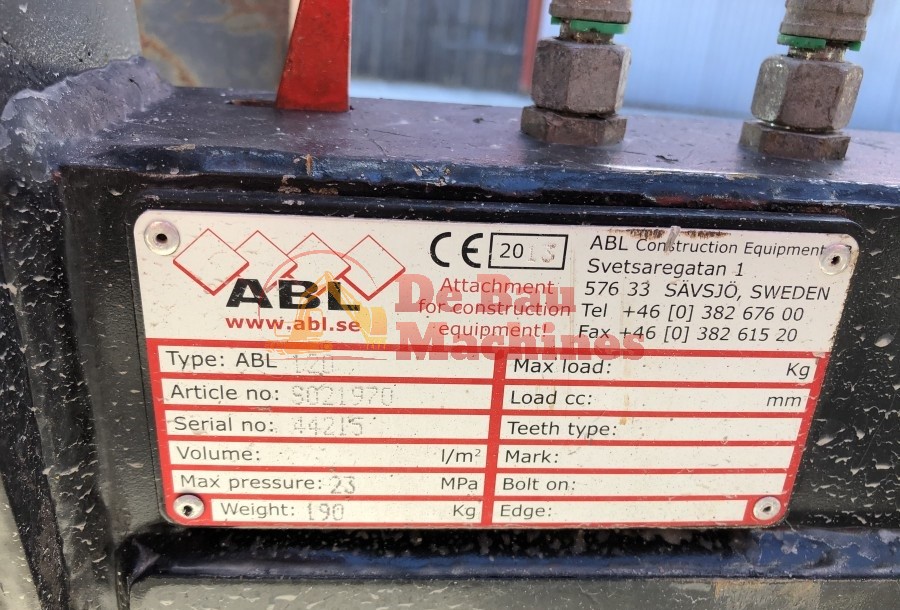 ABL
www.abl.se
CE 2013
Attachment
for construction
equipment!
ABL Construction Equipment
Svetsaregatan 1
576 33 SÄVSJÖ, SWEDEN
Tel +46 [0] 382 676 00
Fax +46 [0] 382 615 20
De Bau
Machines
Type: ABL
Article no: 9021970
Serial no: 44215
Volume: l/m²
Max pressure: 23 MPa
Weight: 190 Kg
Max load: Kg
Load cc: mm
Teeth type:
Mark:
Bolt on:
Edge: